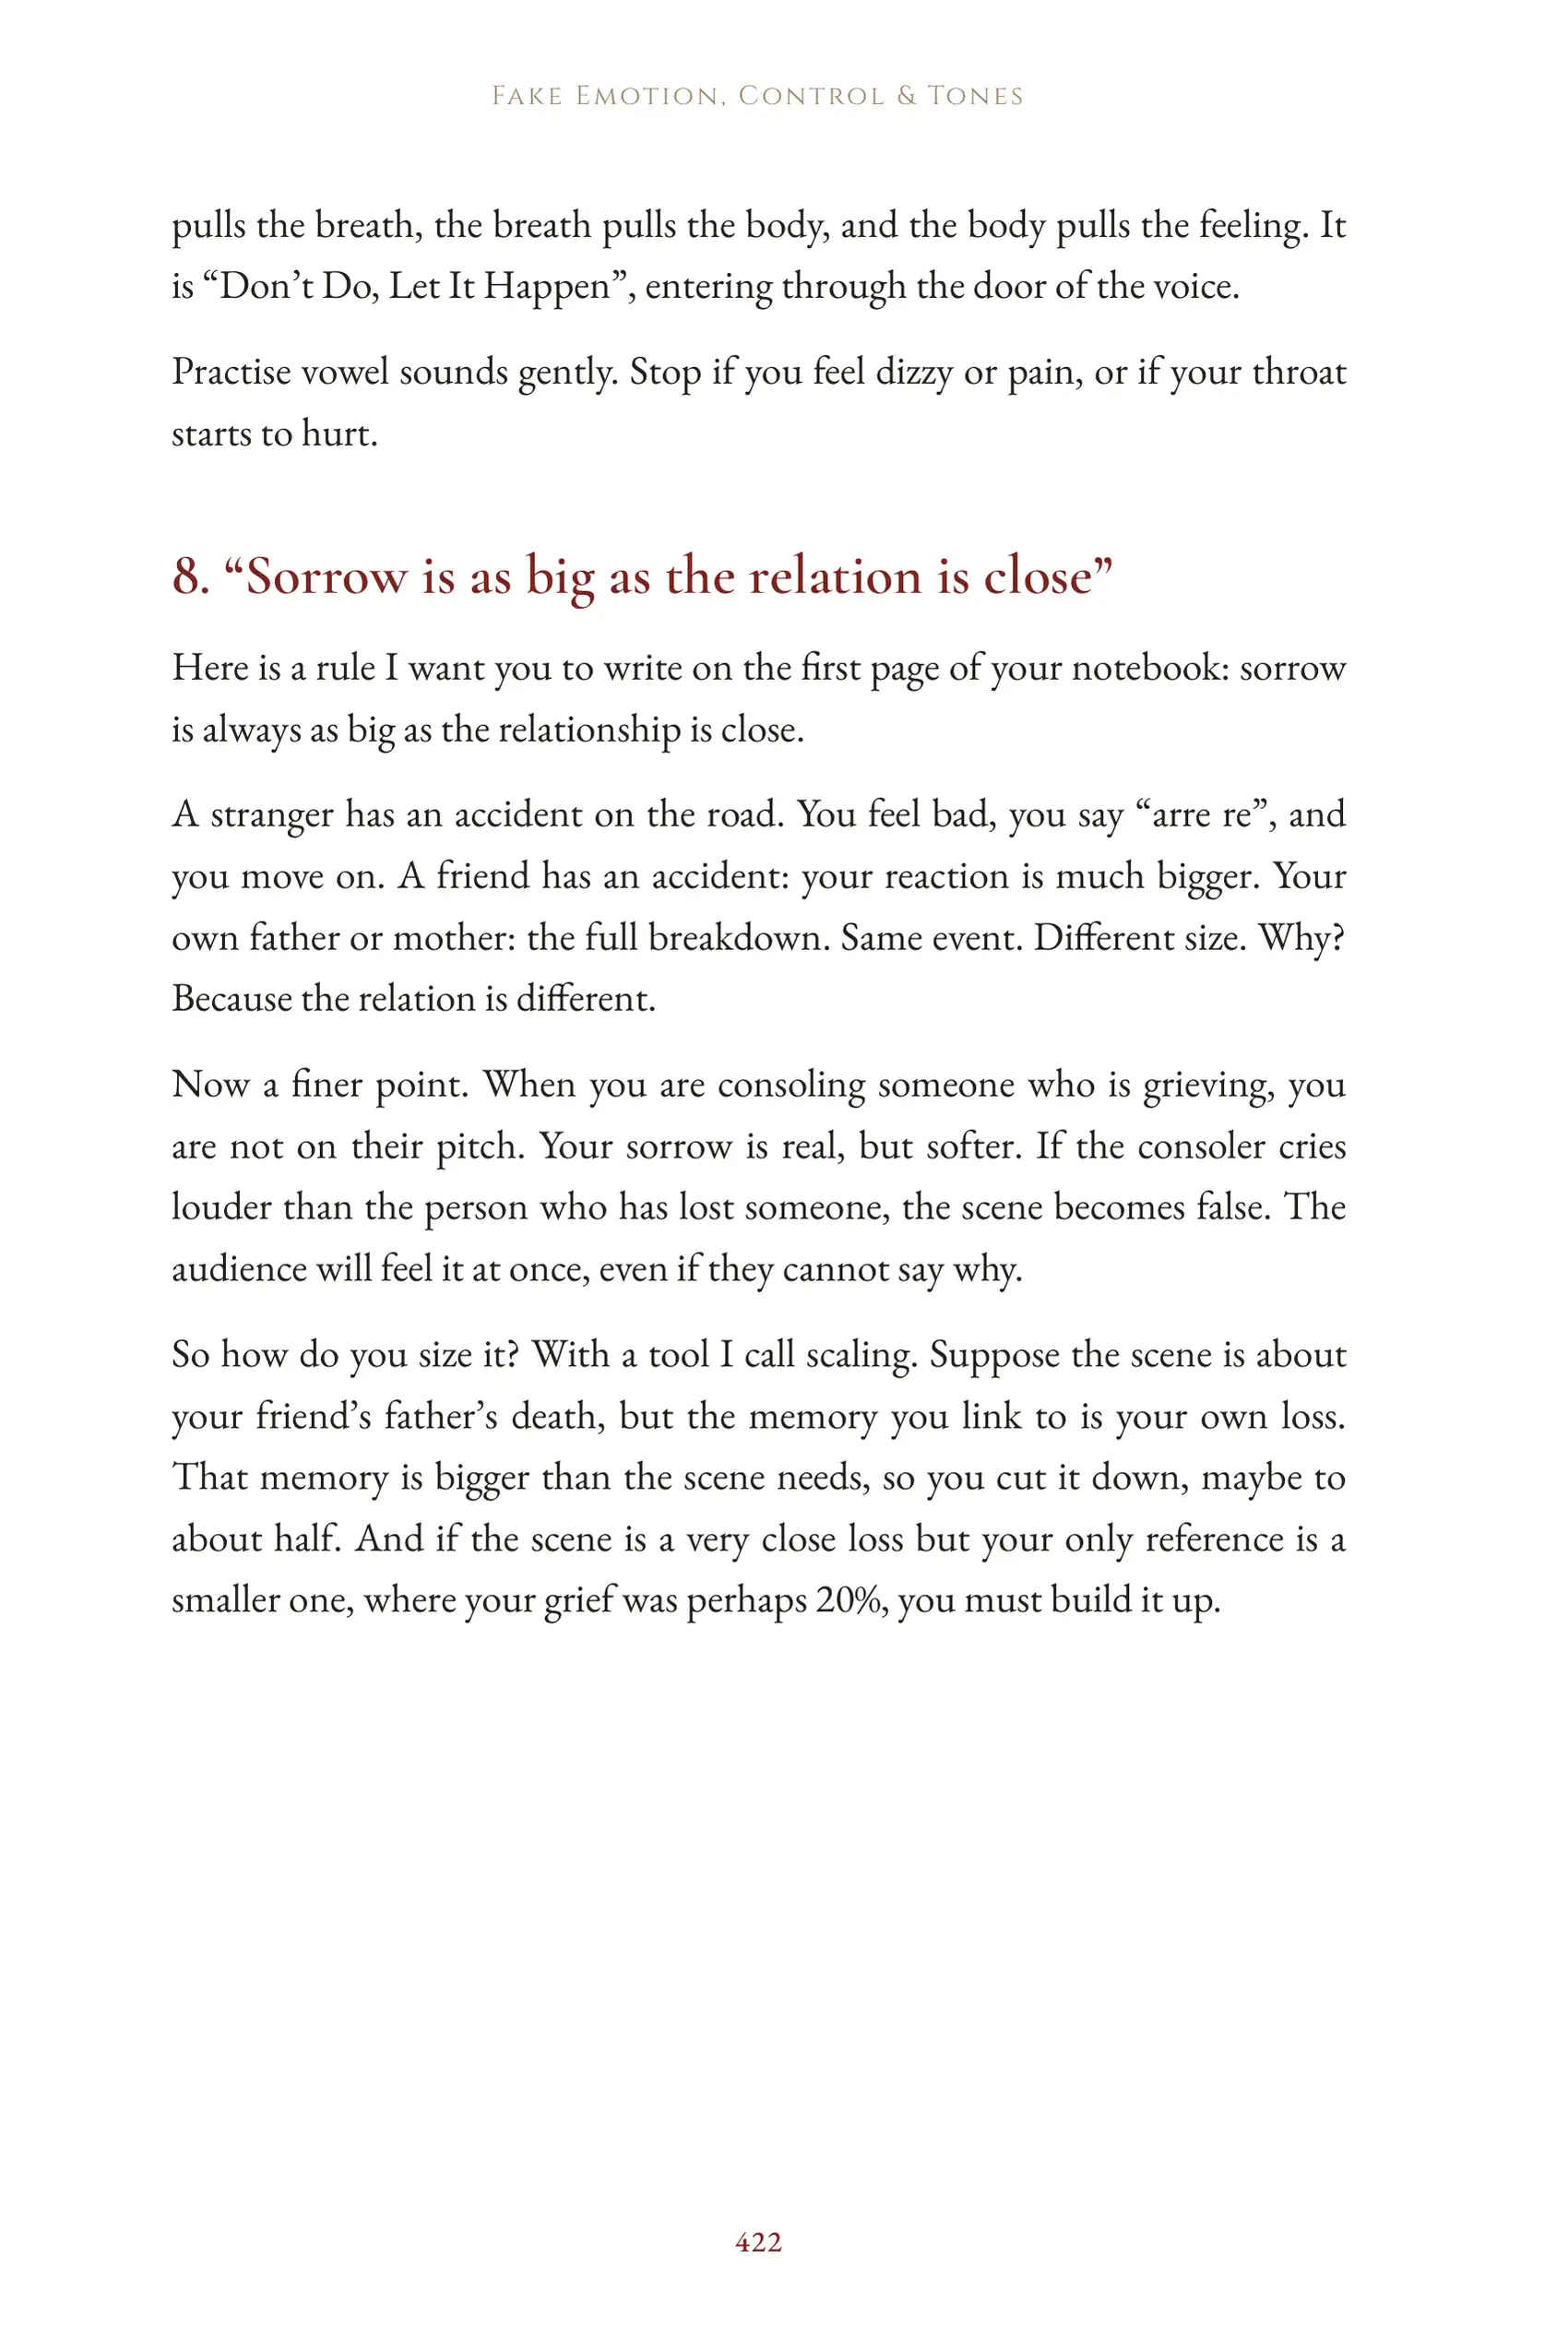 Fake Emotion, Control & Tones
pulls the breath, the breath pulls the body, and the body pulls the feeling. It
is “Don’t Do, Let It Happen”, entering through the door of the voice.
Practise vowel sounds gently. Stop if you feel dizzy or pain, or if your throat
starts to hurt.
8. “Sorrow is as big as the relation is close”
Here is a rule I want you to write on the first page of your notebook: sorrow
is always as big as the relationship is close.
A stranger has an accident on the road. You feel bad, you say “arre re”, and
you move on. A friend has an accident: your reaction is much bigger. Your
own father or mother: the full breakdown. Same event. Different size. Why?
Because the relation is different.
Now a finer point. When you are consoling someone who is grieving, you
are not on their pitch. Your sorrow is real, but softer. If the consoler cries
louder than the person who has lost someone, the scene becomes false. The
audience will feel it at once, even if they cannot say why.
So how do you size it? With a tool I call scaling. Suppose the scene is about
your friend’s father’s death, but the memory you link to is your own loss.
That memory is bigger than the scene needs, so you cut it down, maybe to
about half. And if the scene is a very close loss but your only reference is a
smaller one, where your grief was perhaps 20%, you must build it up.
422